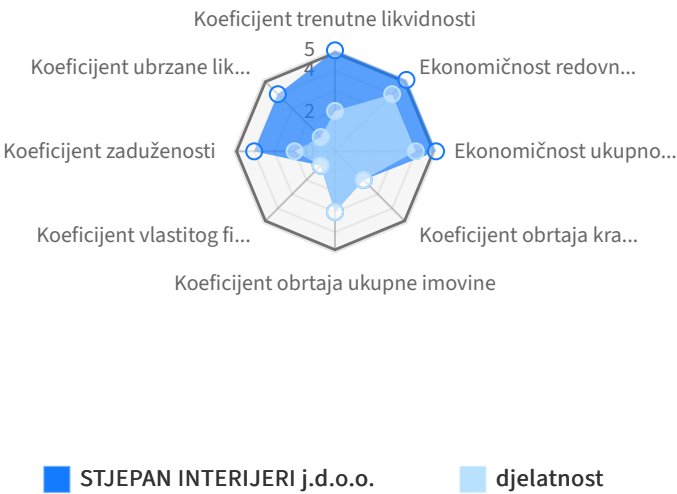 Koeficijent trenutne likvidnosti
5
4
2
Koeficijent ubrzane lik...
Ekonomičnost redovn...
Koeficijent zaduženosti
Ekonomičnost ukupno...
Koeficijent vlastitog fi...
Koeficijent obrtaja kra...
Koeficijent obrtaja ukupne imovine
STJEPAN INTERIJERI j.d.o.o.
djelatnost